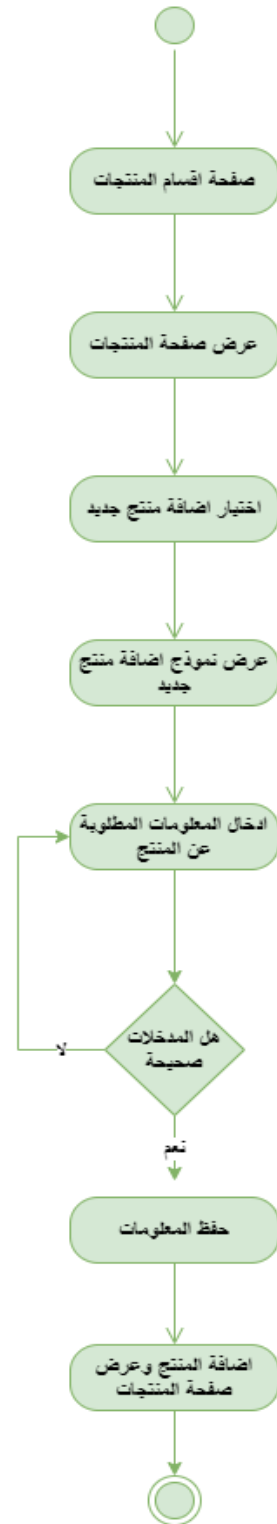 صفحة اقسام المنتجات
عرض صفحة المنتجات
اختيار اضافة منتج جديد
عرض نموذج اضافة منتج
جديد
ادخال المعلومات المطلوبة
عن المنتج
هل المدخلات
صحيحة
لا
نعم
حفظ المعلومات
اضافة المنتج وعرض
صفحة المنتجات